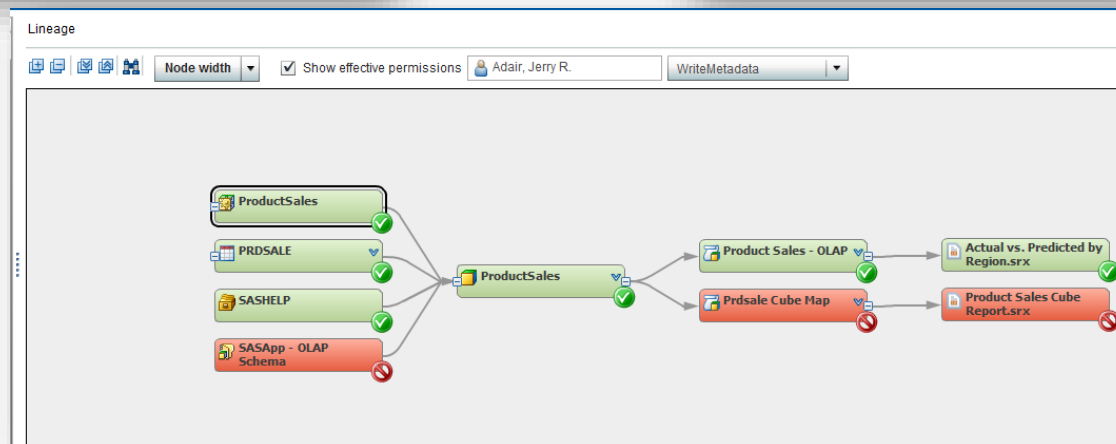 Lineage
Node width
Show effective permissions
Adair, Jerry R.
WriteMetadata
ProductSales
PRDSALE
SASHELP
SASApp - OLAP
Schema
ProductSales
Product Sales - OLAP
Prdsale Cube Map
Actual vs. Predicted by
Region.srx
Product Sales Cube
Report.srx